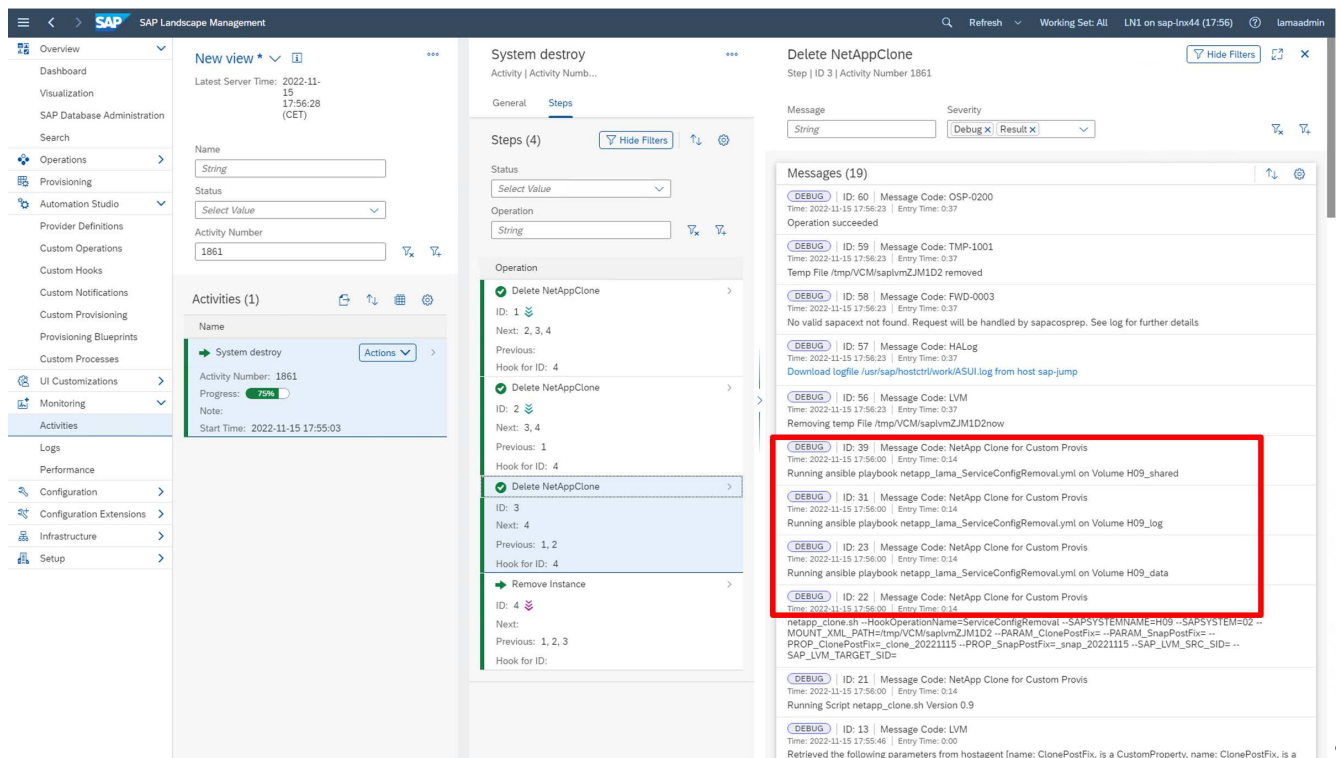 SAP SAP Landscape Management
Refresh Working Set: All LN1 on sap-lnx44 (17:56) lamaadmin
Overview
Dashboard
Visualization
SAP Database Administration
Search
Operations
Provisioning
Automation Studio
Provider Definitions
Custom Operations
Custom Hooks
Custom Notifications
Custom Provisioning
Provisioning Blueprints
Custom Processes
UI Customizations
Monitoring
Activities
Logs
Performance
Configuration
Configuration Extensions
Infrastructure
Setup
New view *
Latest Server Time: 2022-11-
15
17:56:28
(CET)
Name
String
Status
Select Value
Activity Number
1861
Activities (1)
Name
System destroy Actions
Activity Number: 1861
Progress: 75%
Note:
Start Time: 2022-11-15 17:55:03
System destroy
Activity | Activity Numb...
General Steps
Steps (4) Hide Filters
Status
Select Value
Operation
String
Operation
Delete NetAppClone
ID: 1
Next: 2, 3, 4
Previous:
Hook for ID: 4
Delete NetAppClone
ID: 2
Next: 3, 4
Previous: 1
Hook for ID: 4
Delete NetAppClone
ID: 3
Next: 4
Previous: 1, 2
Hook for ID: 4
Remove Instance
ID: 4
Next:
Previous: 1, 2, 3
Hook for ID:
Delete NetAppClone Hide Filters
Step | ID 3 | Activity Number 1861
Message Severity
String Debug Result
Messages (19)
DEBUG | ID: 60 | Message Code: OSP-0200
Time: 2022-11-15 17:56:23 | Entry Time: 0:37
Operation succeeded
DEBUG | ID: 59 | Message Code: TMP-1001
Time: 2022-11-15 17:56:23 | Entry Time: 0:37
Temp File /tmp/VCM/saplvmZJM1D2 removed
DEBUG | ID: 58 | Message Code: FWD-0003
Time: 2022-11-15 17:56:23 | Entry Time: 0:37
No valid sapacext not found. Request will be handled by sapacosprep. See log for further details
DEBUG | ID: 57 | Message Code: HALog
Time: 2022-11-15 17:56:23 | Entry Time: 0:37
Download logfile /usr/sap/hostctrl/work/ASUI.log from host sap-jump
DEBUG | ID: 56 | Message Code: LVM
Time: 2022-11-15 17:56:23 | Entry Time: 0:37
Removing temp File /tmp/VCM/saplvmZJM1D2now
DEBUG | ID: 39 | Message Code: NetApp Clone for Custom Provis
Time: 2022-11-15 17:56:00 | Entry Time: 0:14
Running ansible playbook netapp_lama_ServiceConfigRemoval.yml on Volume H09_shared
DEBUG | ID: 31 | Message Code: NetApp Clone for Custom Provis
Time: 2022-11-15 17:56:00 | Entry Time: 0:14
Running ansible playbook netapp_lama_ServiceConfigRemoval.yml on Volume H09_log
DEBUG | ID: 23 | Message Code: NetApp Clone for Custom Provis
Time: 2022-11-15 17:56:00 | Entry Time: 0:14
Running ansible playbook netapp_lama_ServiceConfigRemoval.yml on Volume H09_data
DEBUG | ID: 22 | Message Code: NetApp Clone for Custom Provis
Time: 2022-11-15 17:56:00 | Entry Time: 0:14
netapp_clone.sh --HookOperationName=ServiceConfigRemoval --SAPSYSTEMNAME=H09 --SAPSYSTEM=02 --
MOUNT_XML_PATH=/tmp/VCM/saplvmZJM1D2 --PARAM_ClonePostFix= --PARAM_SnapPostFix= --
PROP_ClonePostFix=_clone_20221115 --PROP_SnapPostFix=_snap_20221115 --SAP_LVM_SRC_SID= --
SAP_LVM_TARGET_SID=
DEBUG | ID: 21 | Message Code: NetApp Clone for Custom Provis
Time: 2022-11-15 17:56:00 | Entry Time: 0:14
Running Script netapp_clone.sh Version 0.9
DEBUG | ID: 13 | Message Code: LVM
Time: 2022-11-15 17:55:46 | Entry Time: 0:00
Retrieved the following parameters from hostagent [name: ClonePostFix, is a CustomProperty, name: ClonePostFix, is a